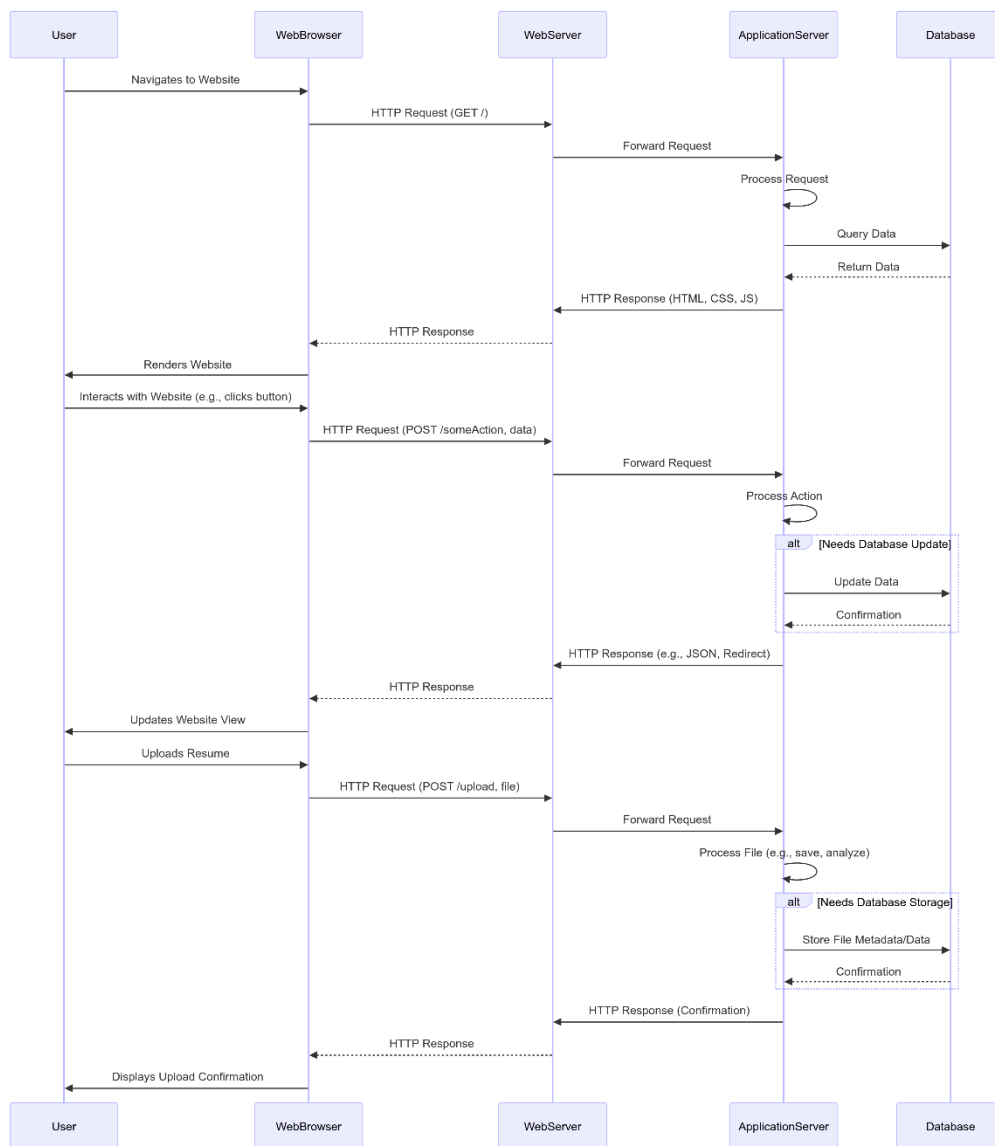 User
WebBrowser
WebServer
ApplicationServer
Database
Navigates to Website
HTTP Request (GET /)
Forward Request
Process Request
Query Data
Return Data
HTTP Response (HTML, CSS, JS)
HTTP Response
Renders Website
Interacts with Website (e.g., clicks button)
HTTP Request (POST /someAction, data)
Forward Request
Process Action
alt [Needs Database Update]
Update Data
Confirmation
HTTP Response (e.g., JSON, Redirect)
HTTP Response
Updates Website View
Uploads Resume
HTTP Request (POST /upload, file)
Forward Request
Process File (e.g., save, analyze)
alt [Needs Database Storage]
Store File Metadata/Data
Confirmation
HTTP Response (Confirmation)
HTTP Response
Displays Upload Confirmation
User
WebBrowser
WebServer
ApplicationServer
Database